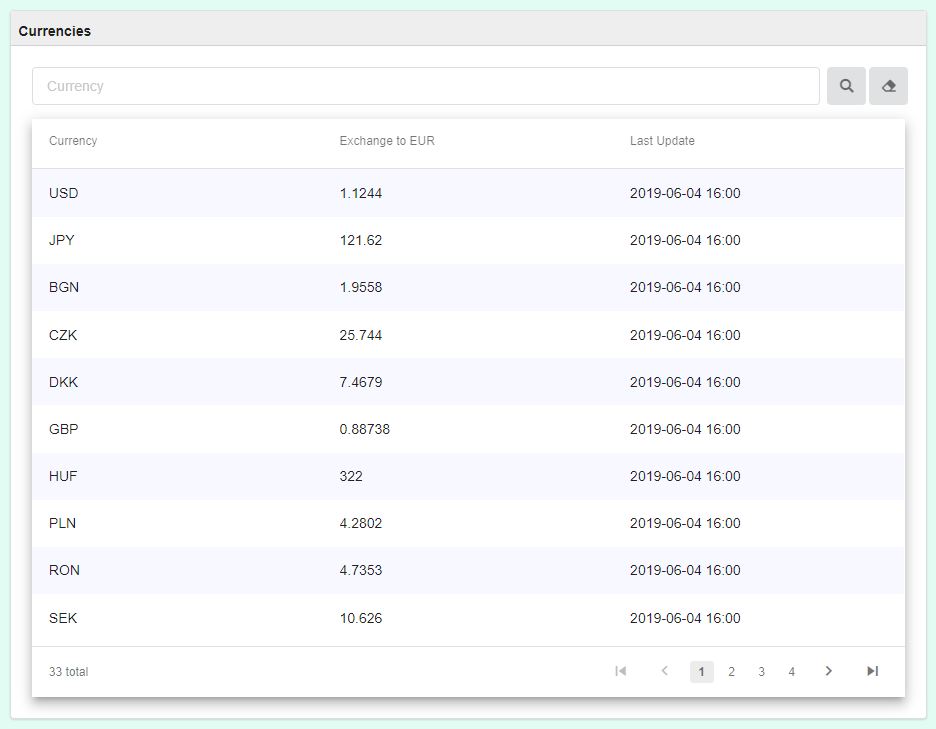 Currencies
Currency
Currency Exchange to EUR Last Update
USD 1.1244 2019-06-04 16:00
JPY 121.62 2019-06-04 16:00
BGN 1.9558 2019-06-04 16:00
CZK 25.744 2019-06-04 16:00
DKK 7.4679 2019-06-04 16:00
GBP 0.88738 2019-06-04 16:00
HUF 322 2019-06-04 16:00
PLN 4.2802 2019-06-04 16:00
RON 4.7353 2019-06-04 16:00
SEK 10.626 2019-06-04 16:00
33 total 1 2 3 4